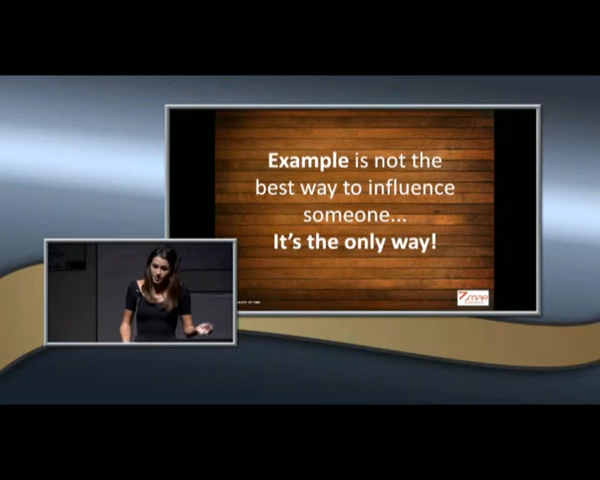 Example is not the
best way to influence
someone...
It's the only way!